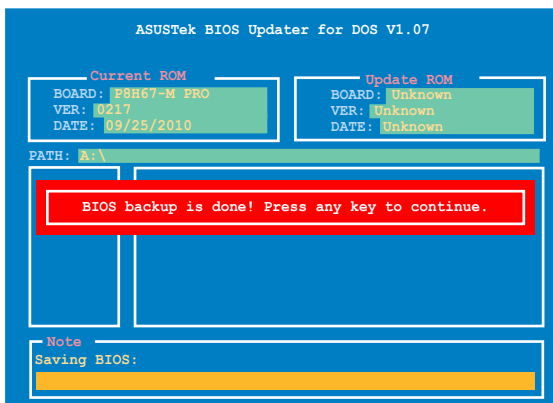 ASUSTek BIOS Updater for DOS V1.07
Current ROM
BOARD: P8H67-M PRO
VER: 0217
DATE: 09/25/2010
Update ROM
BOARD: Unknown
VER: Unknown
DATE: Unknown
PATH: A:\
BIOS backup is done! Press any key to continue.
Note
Saving BIOS: